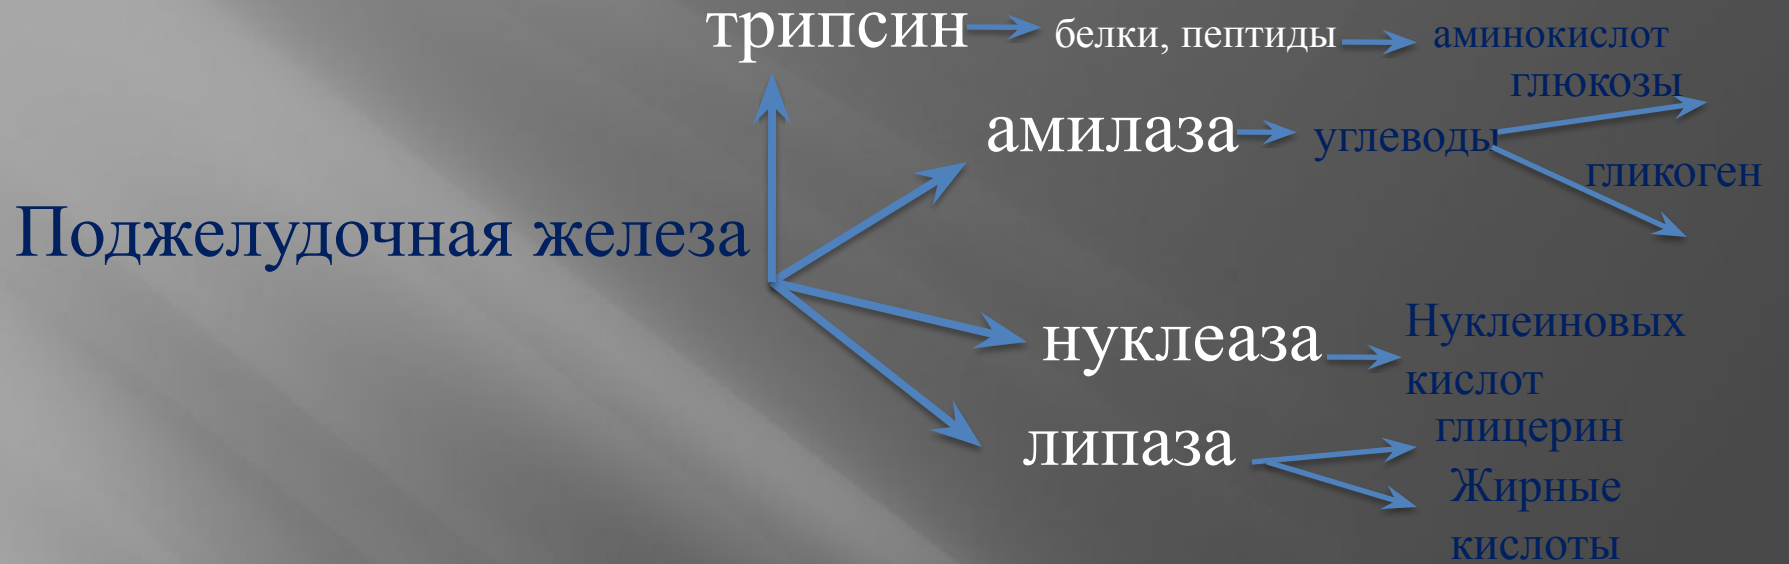 трипсин
белки, пептиды
аминокислот
глюкозы
амилаза
углеводы
гликоген
Поджелудочная железа
нуклеаза
Нуклеиновых
кислот
липаза
глицерин
Жирные
кислоты